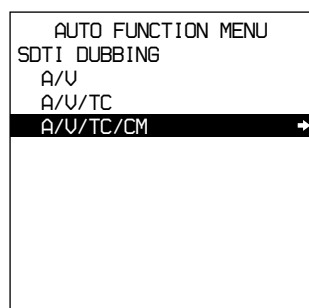 AUTO FUNCTION MENU
SDTI DUBBING
A/V
A/V/TC
A/V/TC/CM →